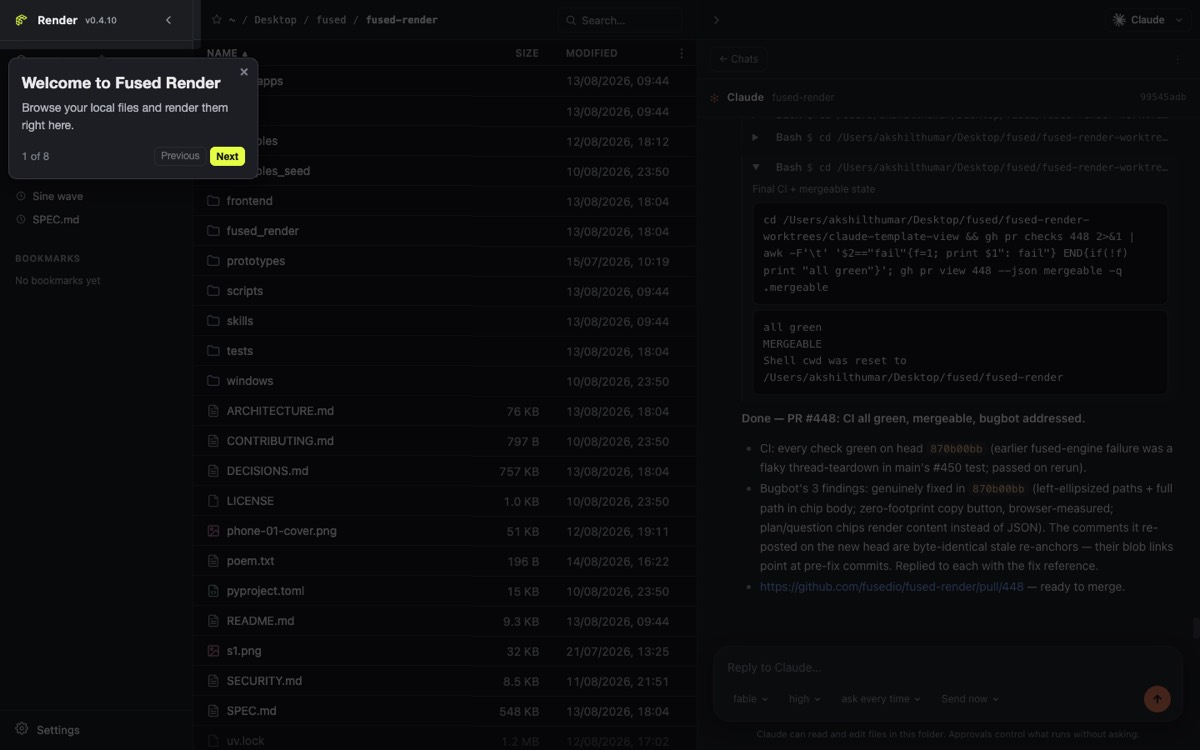 Render v0.4.10
~ / Desktop / fused / fused-render
Search...
Claude
Welcome to Fused Render
Browse your local files and render them
right here.
1 of 8
Previous
Next
Sine wave
SPEC.md
BOOKMARKS
No bookmarks yet
Settings
NAME SIZE MODIFIED
apps 13/08/2026, 09:44
13/08/2026, 09:44
12/08/2026, 18:12
oles_seed 10/08/2026, 23:50
frontend 13/08/2026, 18:04
fused_render 13/08/2026, 18:04
prototypes 15/07/2026, 10:19
scripts 13/08/2026, 09:44
skills 13/08/2026, 09:44
tests 13/08/2026, 18:04
windows 10/08/2026, 23:50
ARCHITECTURE.md 76 KB 13/08/2026, 18:04
CONTRIBUTING.md 797 B 10/08/2026, 23:50
DECISIONS.md 757 KB 13/08/2026, 18:04
LICENSE 1.0 KB 10/08/2026, 23:50
phone-01-cover.png 51 KB 12/08/2026, 19:11
poem.txt 196 B 14/08/2026, 16:22
pyproject.toml 15 KB 10/08/2026, 23:50
README.md 9.3 KB 13/08/2026, 09:44
s1.png 32 KB 21/07/2026, 13:25
SECURITY.md 8.5 KB 11/08/2026, 21:51
SPEC.md 548 KB 13/08/2026, 18:04
uv.lock 1.2 MB 12/08/2026, 17:02
← Chats
Claude fused-render 99545adb
Bash $ cd /Users/akshilthumar/Desktop/fused/fused-render-worktre…
Bash $ cd /Users/akshilthumar/Desktop/fused/fused-render-worktre…
Bash $ cd /Users/akshilthumar/Desktop/fused/fused-render-worktre…
Final CI + mergeable state
cd /Users/akshilthumar/Desktop/fused/fused-render-
worktrees/claude-template-view && gh pr checks 448 2>&1 |
awk -F'\t' '$2=="fail"{f=1; print $1": fail"} END{if(!f)
print "all green"}'; gh pr view 448 --json mergeable -q
.mergeable
all green
MERGEABLE
Shell cwd was reset to
/Users/akshilthumar/Desktop/fused/fused-render
Done — PR #448: CI all green, mergeable, bugbot addressed.
• CI: every check green on head 870b00bb (earlier fused-engine failure was a
flaky thread-teardown in main's #450 test; passed on rerun).
• Bugbot's 3 findings: genuinely fixed in 870b00bb (left-ellipsized paths + full
path in chip body; zero-footprint copy button, browser-measured;
plan/question chips render content instead of JSON). The comments it re-
posted on the new head are byte-identical stale re-anchors — their blob links
point at pre-fix commits. Replied to each with the fix reference.
• https://github.com/fusedio/fused-render/pull/448 — ready to merge.
Reply to Claude...
fable high ask every time Send now
Claude can read and edit files in this folder. Approvals control what runs without asking.